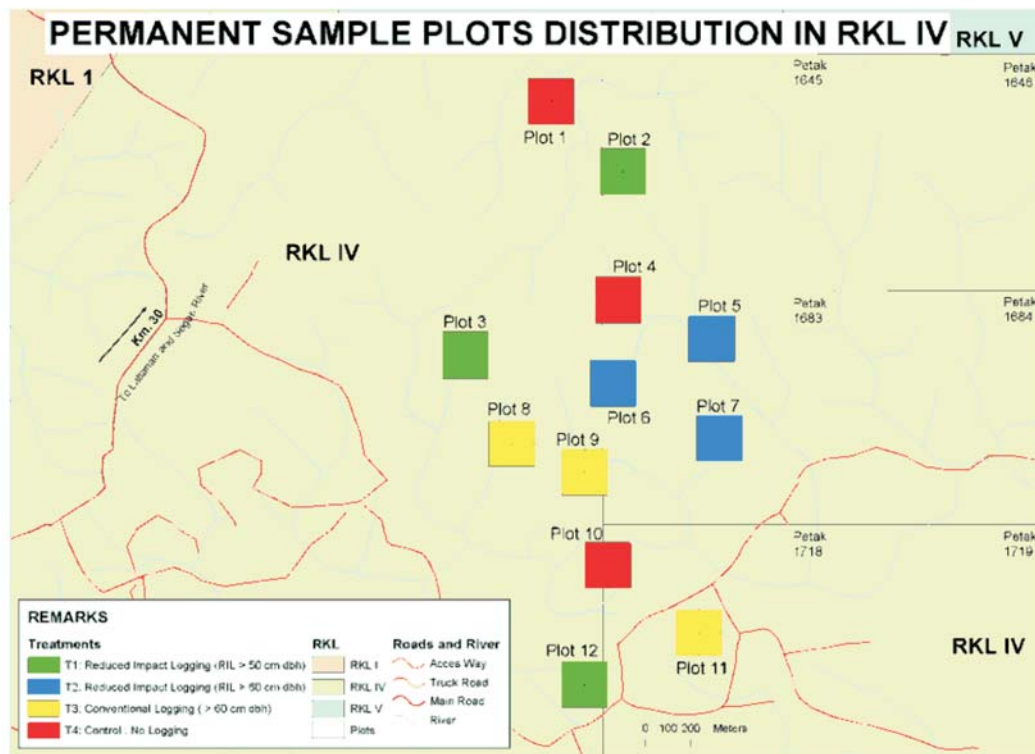 PERMANENT SAMPLE PLOTS DISTRIBUTION IN RKL IV
RKL V
RKL 1
Petak
1645
Petak
1646
Plot 1
Plot 2
RKL IV
Plot 4
Petak
1683
Petak
1684
Plot 5
Plot 3
Km. 30
To and Segah River
Plot 6
Plot 7
Plot 8
Plot 9
Plot 10
Petak
1718
Petak
1719
RKL IV
Plot 11
Plot 12
REMARKS
Treatments
T1: Reduced Impact Logging (RIL > 50 cm dbh)
T2: Reduced Impact Logging (RIL > 60 cm dbh)
T3: Conventional Logging ( > 60 cm dbh)
T4: Control : No Logging
RKL
RKL I
RKL IV
RKL V
Plots
Roads and River
Acces Way
Truck Road
Main Road
River
0 100 200 Meters